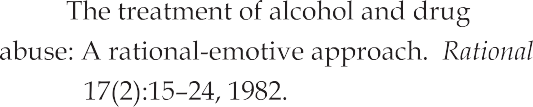 The treatment of alcohol and drug
abuse: A rational-emotive approach. Rational
17(2):15–24, 1982.